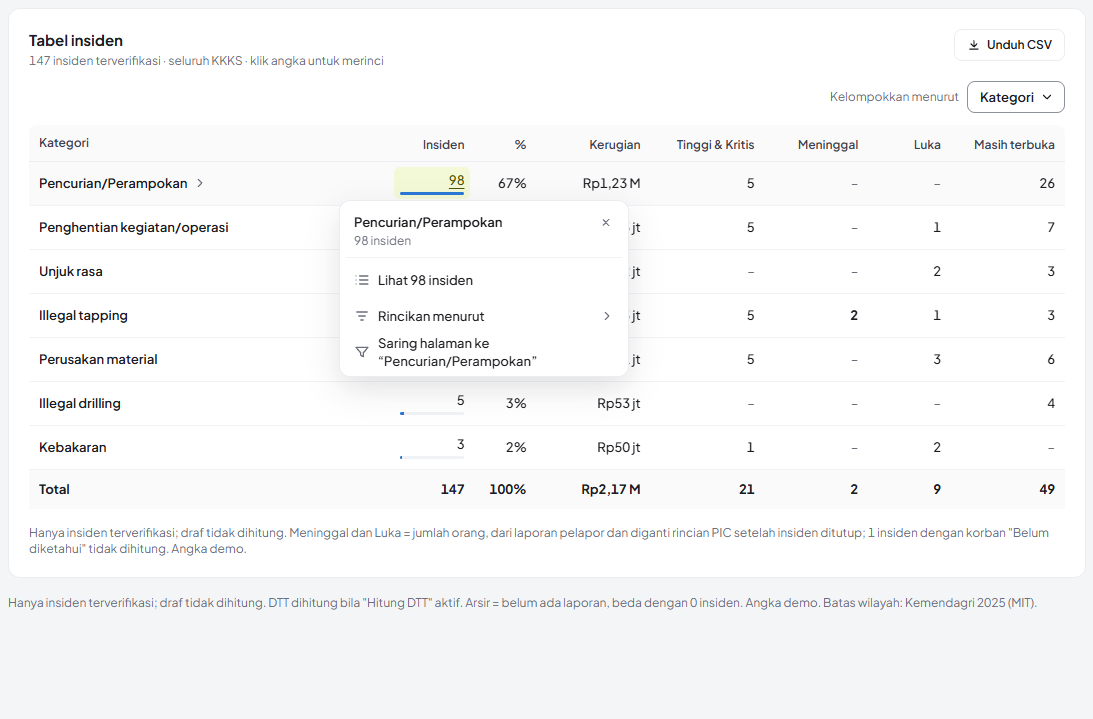 Tabel insiden
147 insiden terverifikasi · seluruh KKKS · klik angka untuk merinci
Unduh CSV
Kelompokkan menurut Kategori
Kategori Insiden % Kerugian Tinggi & Kritis Meninggal Luka Masih terbuka
Pencurian/Perampokan 98 67% Rp1,23 M 5 – – 26
Penghentian kegiatan/operasi jt 5 – 1 7
Unjuk rasa jt – – 2 3
Illegal tapping jt 5 2 1 3
Perusakan material jt 5 – 3 6
Pencurian/Perampokan ×
98 insiden
Lihat 98 insiden
Rincikan menurut
Saring halaman ke
“Pencurian/Perampokan”
Illegal drilling 5 3% Rp53 jt – – – 4
Kebakaran 3 2% Rp50 jt 1 – 2 –
Total 147 100% Rp2,17 M 21 2 9 49
Hanya insiden terverifikasi; draf tidak dihitung. Meninggal dan Luka = jumlah orang, dari laporan pelapor dan diganti rincian PIC setelah insiden ditutup; 1 insiden dengan korban "Belum
diketahui" tidak dihitung. Angka demo.
Hanya insiden terverifikasi; draf tidak dihitung. DTT dihitung bila "Hitung DTT" aktif. Arsir = belum ada laporan, beda dengan 0 insiden. Angka demo. Batas wilayah: Kemendagri 2025 (MIT).